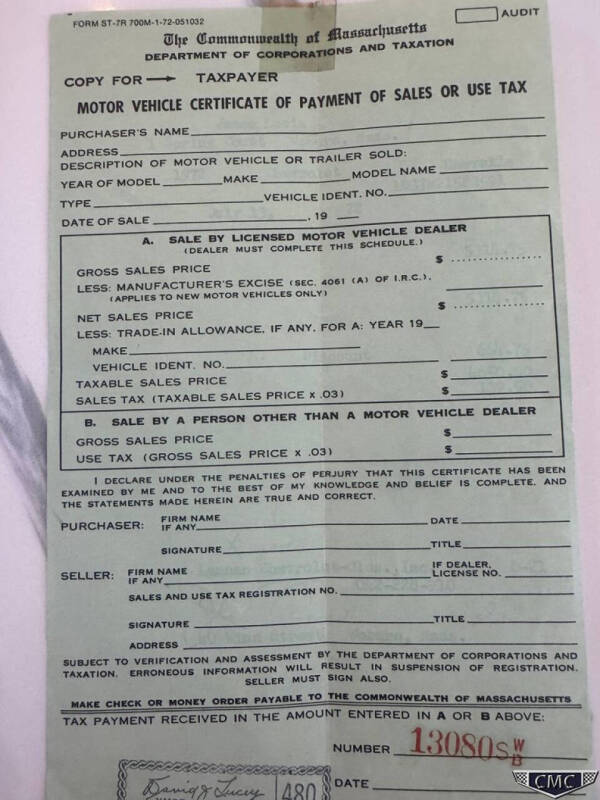 FORM ST-7R 700M-1-72-051032
AUDIT
The Commonwealth of Massachusetts
DEPARTMENT OF CORPORATIONS AND TAXATION
COPY FOR → TAXPAYER
MOTOR VEHICLE CERTIFICATE OF PAYMENT OF SALES OR USE TAX
PURCHASER'S NAME
ADDRESS
DESCRIPTION OF MOTOR VEHICLE OR TRAILER SOLD:
YEAR OF MODEL MAKE MODEL NAME
TYPE VEHICLE IDENT. NO.
DATE OF SALE , 19
A. SALE BY LICENSED MOTOR VEHICLE DEALER
(DEALER MUST COMPLETE THIS SCHEDULE.)
GROSS SALES PRICE $
LESS: MANUFACTURER'S EXCISE (SEC. 4061 (A) OF I.R.C.),
(APPLIES TO NEW MOTOR VEHICLES ONLY)
NET SALES PRICE $
LESS: TRADE-IN ALLOWANCE, IF ANY, FOR A: YEAR 19
MAKE
Discount
VEHICLE IDENT. NO.
TAXABLE SALES PRICE $
SALES TAX (TAXABLE SALES PRICE x .03) $
B. SALE BY A PERSON OTHER THAN A MOTOR VEHICLE DEALER
GROSS SALES PRICE $
USE TAX (GROSS SALES PRICE x .03) $
I DECLARE UNDER THE PENALTIES OF PERJURY THAT THIS CERTIFICATE HAS BEEN
EXAMINED BY ME AND TO THE BEST OF MY KNOWLEDGE AND BELIEF IS COMPLETE, AND
THE STATEMENTS MADE HEREIN ARE TRUE AND CORRECT.
PURCHASER: FIRM NAME IF ANY DATE
SIGNATURE TITLE
SELLER: FIRM NAME IF ANY IF DEALER, LICENSE NO.
SALES AND USE TAX REGISTRATION NO.
SIGNATURE TITLE
ADDRESS
SUBJECT TO VERIFICATION AND ASSESSMENT BY THE DEPARTMENT OF CORPORATIONS AND
TAXATION. ERRONEOUS INFORMATION WILL RESULT IN SUSPENSION OF REGISTRATION.
SELLER MUST SIGN ALSO.
MAKE CHECK OR MONEY ORDER PAYABLE TO THE COMMONWEALTH OF MASSACHUSETTS
TAX PAYMENT RECEIVED IN THE AMOUNT ENTERED IN A OR B ABOVE:
NUMBER 13080S W B
David J Lucey 480
DATE
CMC